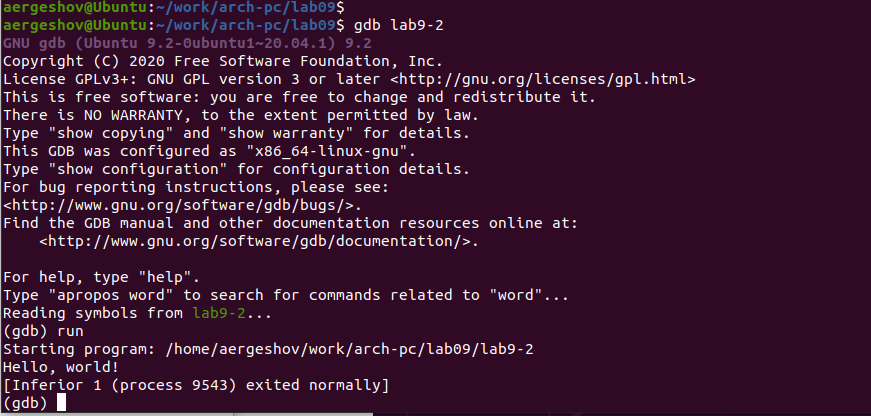 aergeshov@Ubuntu:~/work/arch-pc/lab09$
aergeshov@Ubuntu:~/work/arch-pc/lab09$ gdb lab9-2
GNU gdb (Ubuntu 9.2-0ubuntu1~20.04.1) 9.2
Copyright (C) 2020 Free Software Foundation, Inc.
License GPLv3+: GNU GPL version 3 or later <http://gnu.org/licenses/gpl.html>
This is free software: you are free to change and redistribute it.
There is NO WARRANTY, to the extent permitted by law.
Type "show copying" and "show warranty" for details.
This GDB was configured as "x86_64-linux-gnu".
Type "show configuration" for configuration details.
For bug reporting instructions, please see:
<http://www.gnu.org/software/gdb/bugs/>.
Find the GDB manual and other documentation resources online at:
    <http://www.gnu.org/software/gdb/documentation/>.

For help, type "help".
Type "apropos word" to search for commands related to "word"...
Reading symbols from lab9-2...
(gdb) run
Starting program: /home/aergeshov/work/arch-pc/lab09/lab9-2
Hello, world!
[Inferior 1 (process 9543) exited normally]
(gdb)